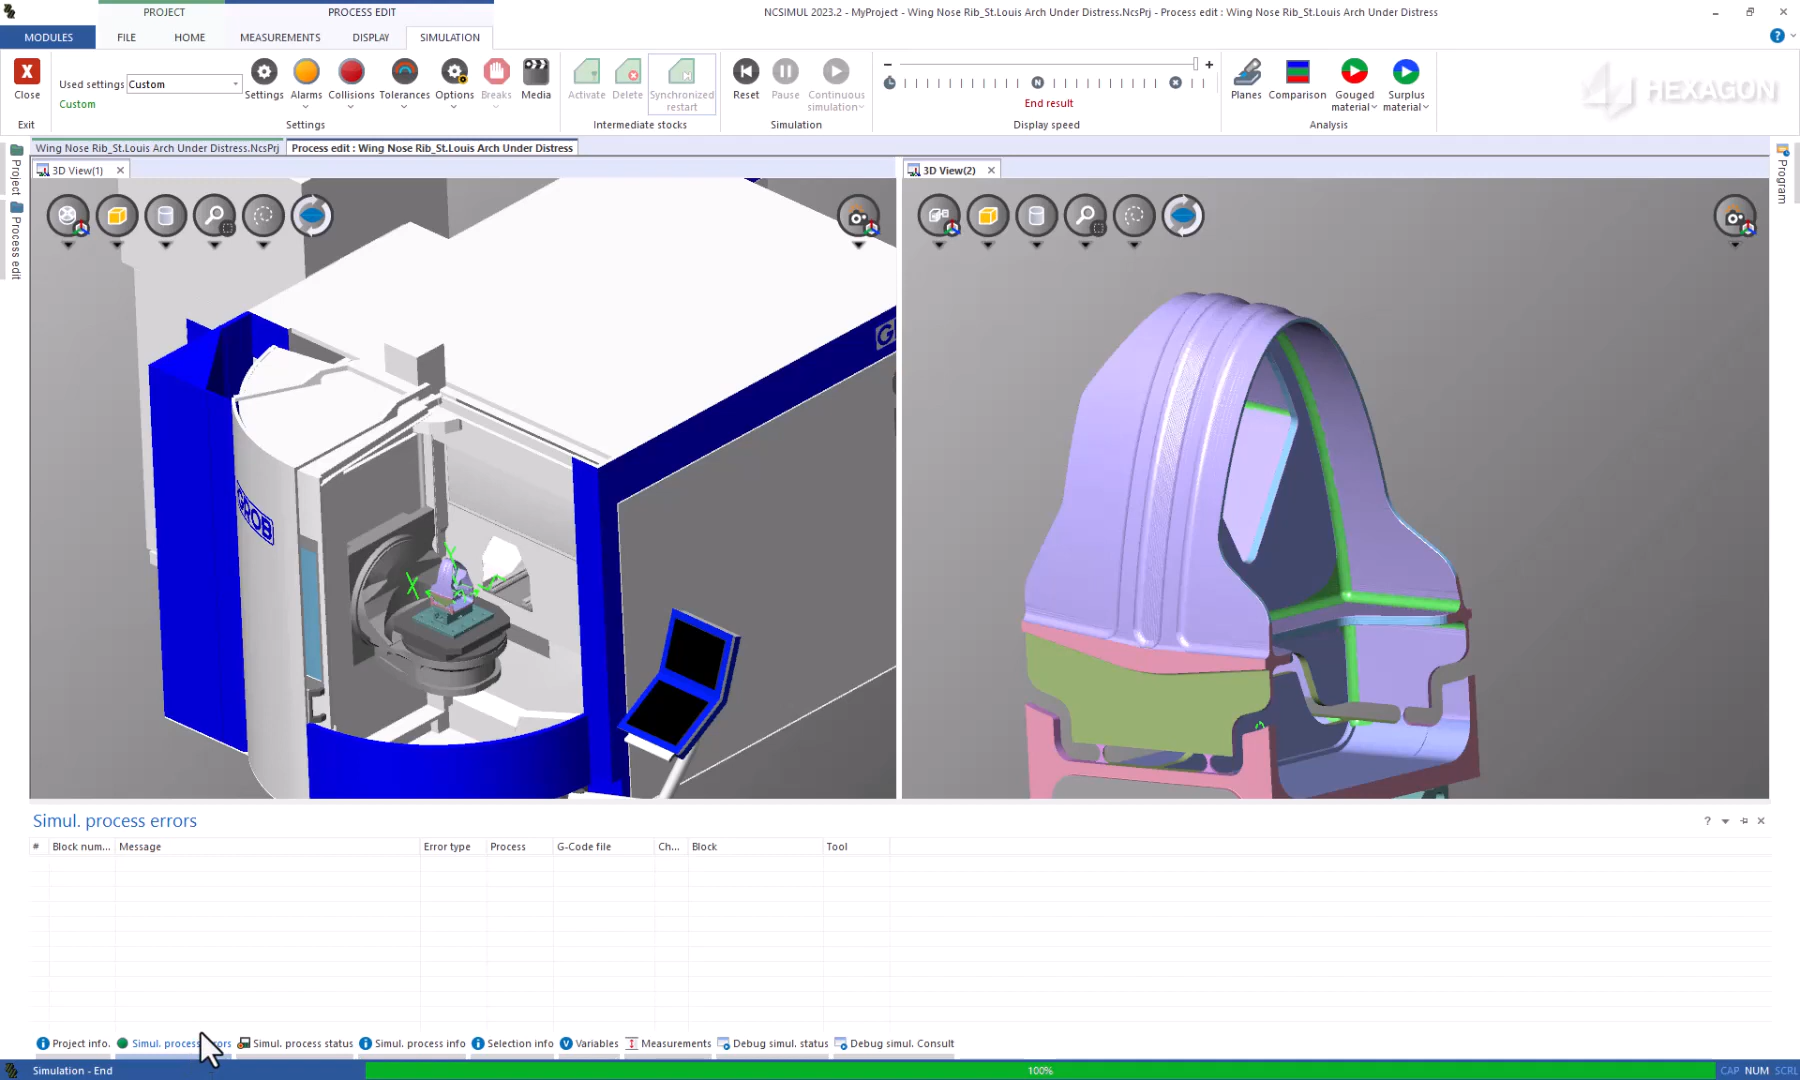 PROJECT
PROCESS EDIT
NCSIMUL 2023.2 - MyProject - Wing Nose Rib_St.Louis Arch Under Distress.NcsPrj - Process edit : Wing Nose Rib_St.Louis Arch Under Distress
MODULES
FILE
HOME
MEASUREMENTS
DISPLAY
SIMULATION
Close
Exit
Used settings
Custom
Custom
Settings
Alarms
Collisions
Tolerances
Options
Breaks
Media
Settings
Activate
Delete
Synchronized
restart
Intermediate stocks
Reset
Pause
Continuous
simulation
Simulation
N
End result
Display speed
Planes
Comparison
Gouged
material
Surplus
material
Analysis
HEXAGON
Wing Nose Rib_St.Louis Arch Under Distress.NcsPrj
Process edit : Wing Nose Rib_St.Louis Arch Under Distress
Project
Process edit
3D View(1)
3D View(2)
Program
GROB
X
Y
Simul. process errors
#
Block num...
Message
Error type
Process
G-Code file
Ch...
Block
Tool
Project info.
Simul. process errors
Simul. process status
Simul. process info
Selection info
Variables
Measurements
Debug simul. status
Debug simul. Consult
Simulation - End
100%
CAP NUM SCRL